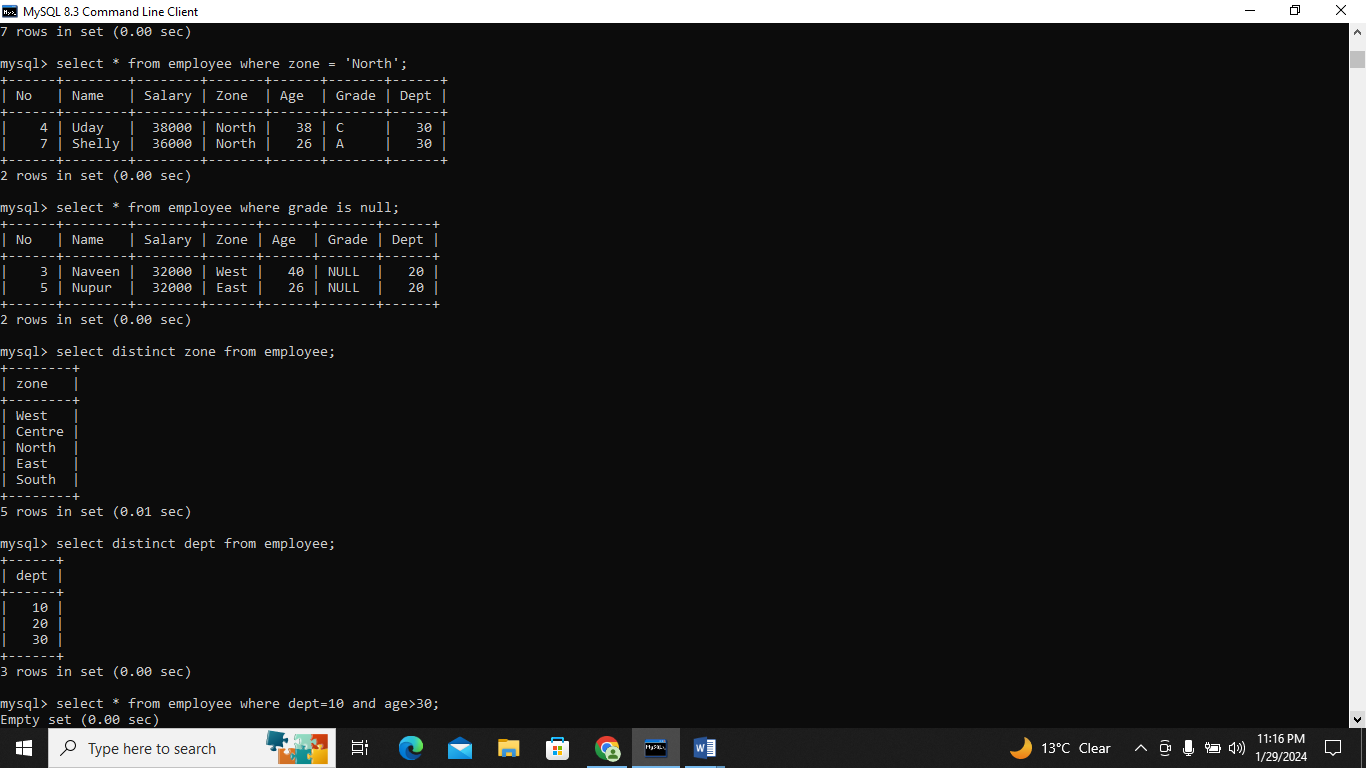 MySQL 8.3 Command Line Client
7 rows in set (0.00 sec)
mysql> select * from employee where zone = 'North';
+------+--------+--------+-------+------+-------+------+
| No   | Name   | Salary | Zone  | Age  | Grade | Dept |
+------+--------+--------+-------+------+-------+------+
|    4 | Uday   |  38000 | North |   38 | C     |   30 |
|    7 | Shelly |  36000 | North |   26 | A     |   30 |
+------+--------+--------+-------+------+-------+------+
2 rows in set (0.00 sec)
mysql> select * from employee where grade is null;
+------+--------+--------+------+------+-------+------+
| No   | Name   | Salary | Zone | Age  | Grade | Dept |
+------+--------+--------+------+------+-------+------+
|    3 | Naveen |  32000 | West |   40 | NULL  |   20 |
|    5 | Nupur  |  32000 | East |   26 | NULL  |   20 |
+------+--------+--------+------+------+-------+------+
2 rows in set (0.00 sec)
mysql> select distinct zone from employee;
+--------+
| zone   |
+--------+
| West   |
| Centre |
| North  |
| East   |
| South  |
+--------+
5 rows in set (0.01 sec)
mysql> select distinct dept from employee;
+------+
| dept |
+------+
|   10 |
|   20 |
|   30 |
+------+
3 rows in set (0.00 sec)
mysql> select * from employee where dept=10 and age>30;
Empty set (0.00 sec)
Type here to search
13°C Clear
11:16 PM
1/29/2024